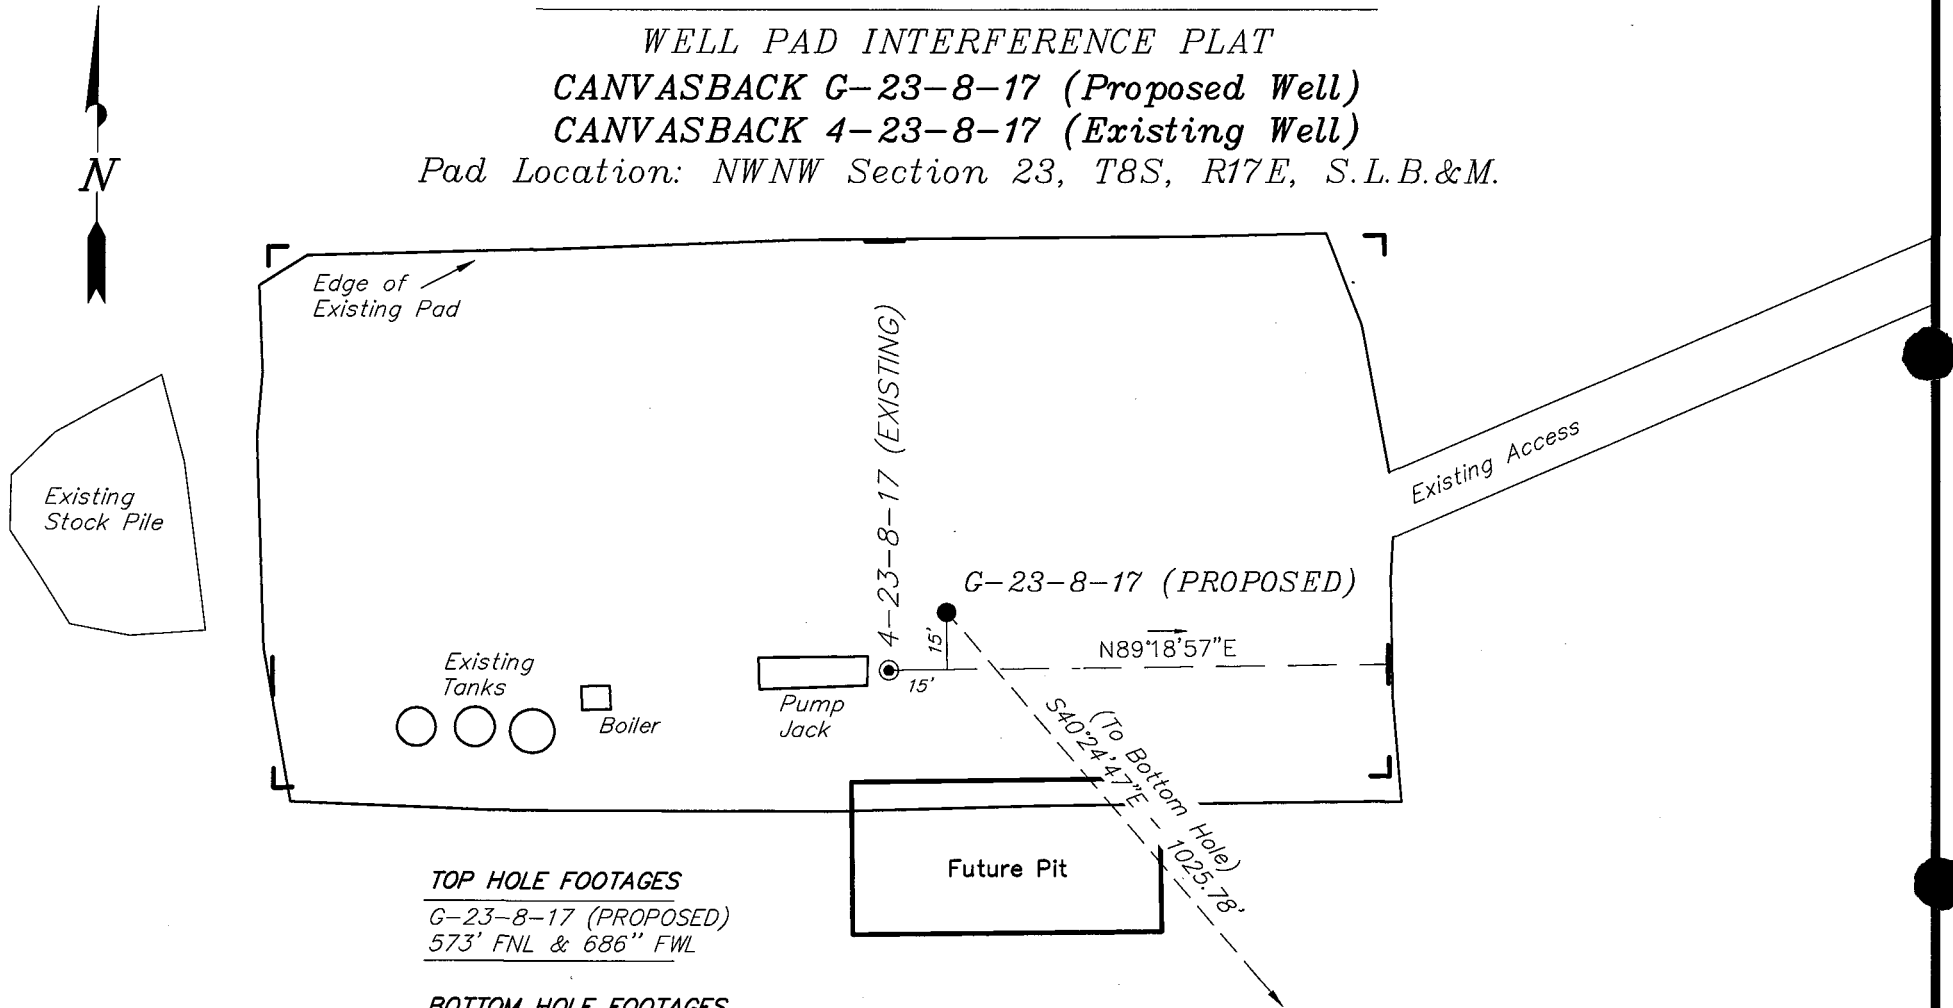 WELL PAD INTERFERENCE PLAT
CANVASBACK G-23-8-17 (Proposed Well)
CANVASBACK 4-23-8-17 (Existing Well)
Pad Location: NWNW Section 23, T8S, R17E, S.L.B.&M.
N
Edge of
Existing Pad
4-23-8-17 (EXISTING)
Existing Access
Existing
Stock Pile
G-23-8-17 (PROPOSED)
15'
N89°18'57"E
15'
Existing
Tanks
Boiler
Pump
Jack
(To Bottom Hole)
S40°24'47"E - 1025.78'
Future Pit
TOP HOLE FOOTAGES
G-23-8-17 (PROPOSED)
573' FNL & 686" FWL
BOTTOM HOLE FOOTAGES